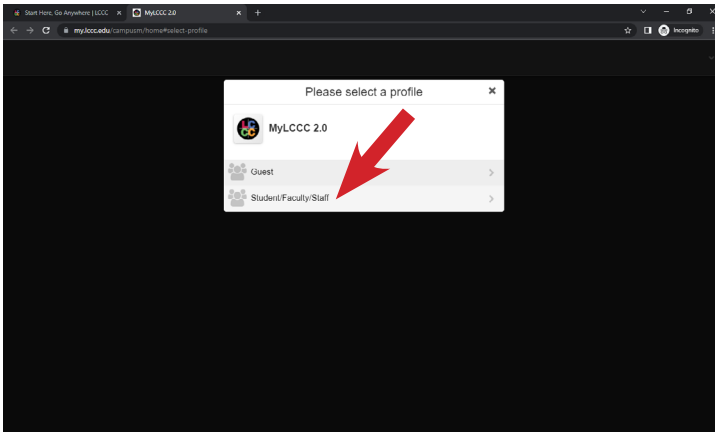 Start Here, Go Anywhere | LCCC
MyLCCC 2.0
my.lccc.edu/campusm/home#select-profile
Incognito
Please select a profile
MyLCCC 2.0
Guest
Student/Faculty/Staff